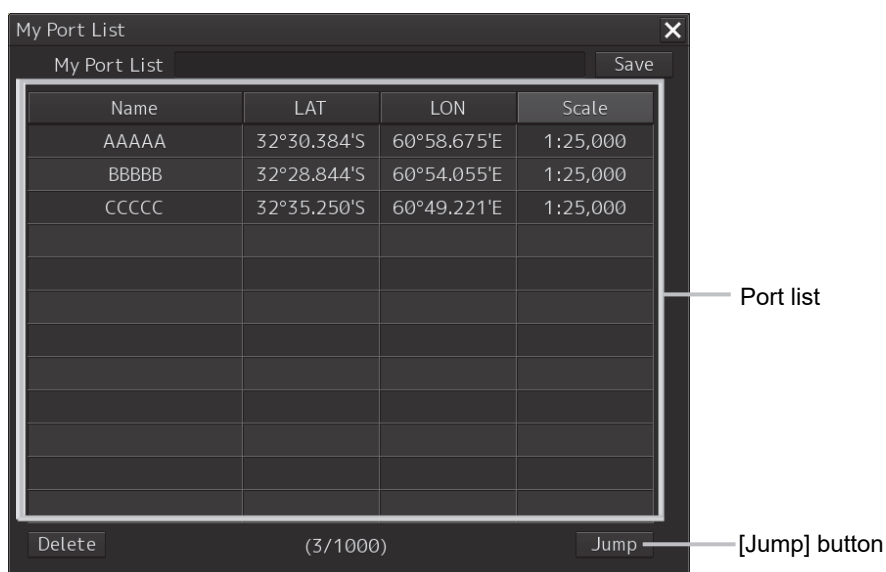 My Port List
My Port List Save
Name LAT LON Scale
AAAAA 32°30.384'S 60°58.675'E 1:25,000
BBBBB 32°28.844'S 60°54.055'E 1:25,000
CCCCC 32°35.250'S 60°49.221'E 1:25,000
Port list
Delete (3/1000) Jump [Jump] button